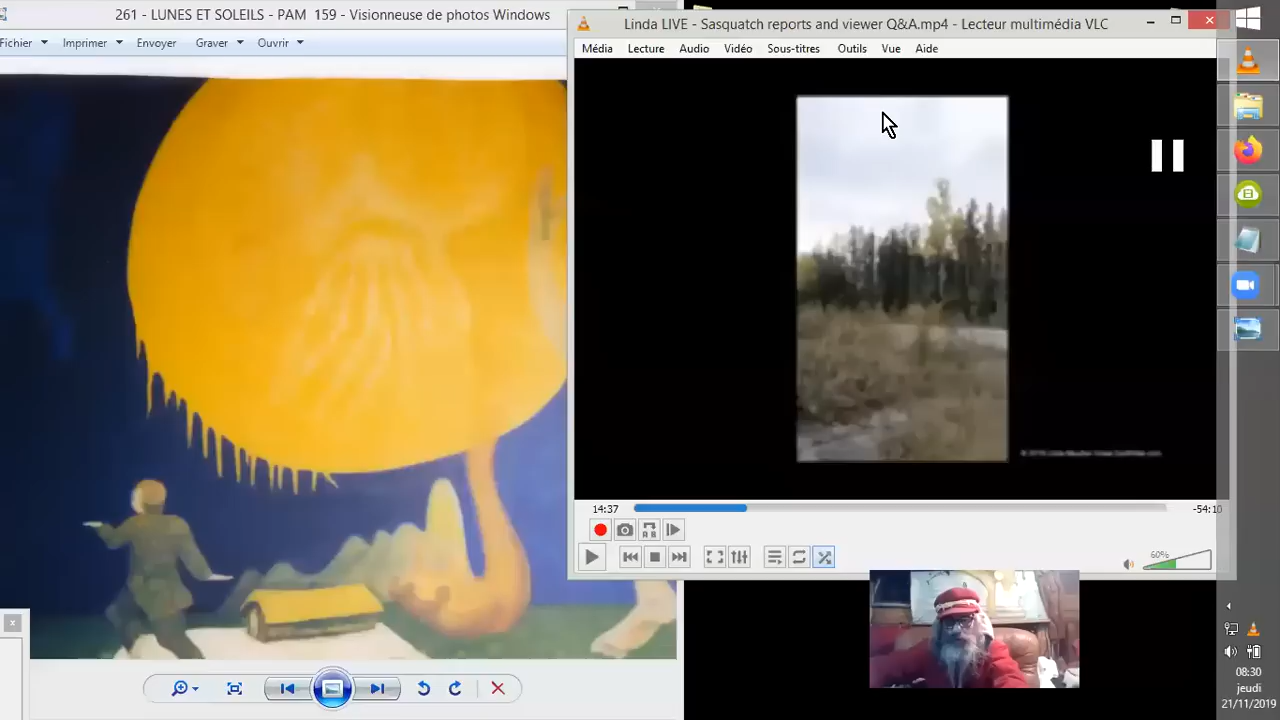 261 - LUNES ET SOLEILS - PAM 159 - Visionneuse de photos Windows
Fichier Imprimer Envoyer Graver Ouvrir
Linda LIVE - Sasquatch reports and viewer Q&A.mp4 - Lecteur multimédia VLC
Média Lecture Audio Vidéo Sous-titres Outils Vue Aide
14:37
-54:10
A B
60%
08:30
jeudi
21/11/2019